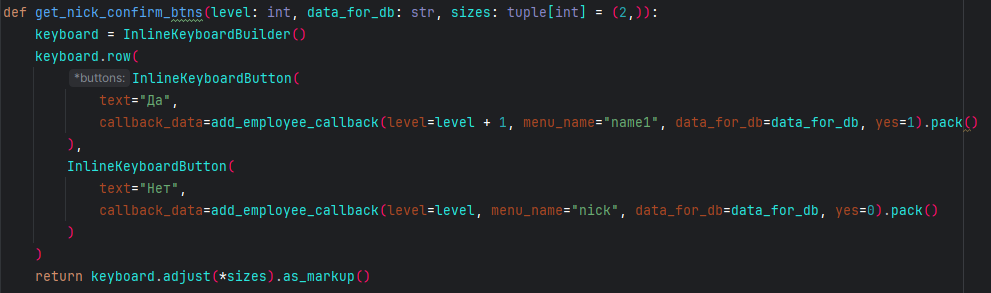 def get_nick_confirm_btns(level: int, data_for_db: str, sizes: tuple[int] = (2,)):
    keyboard = InlineKeyboardBuilder()
    keyboard.row(
        *buttons: InlineKeyboardButton(
            text="Да",
            callback_data=add_employee_callback(level=level + 1, menu_name="name1", data_for_db=data_for_db, yes=1).pack()
        ),
        InlineKeyboardButton(
            text="Нет",
            callback_data=add_employee_callback(level=level, menu_name="nick", data_for_db=data_for_db, yes=0).pack()
        )
    )
    return keyboard.adjust(*sizes).as_markup()